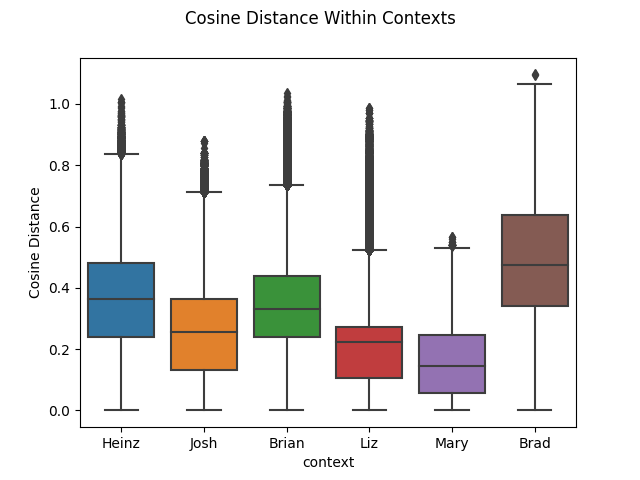 Cosine Distance Within Contexts
Cosine Distance
1.0
0.8
0.6
0.4
0.2
0.0
Heinz Josh Brian Liz Mary Brad
context